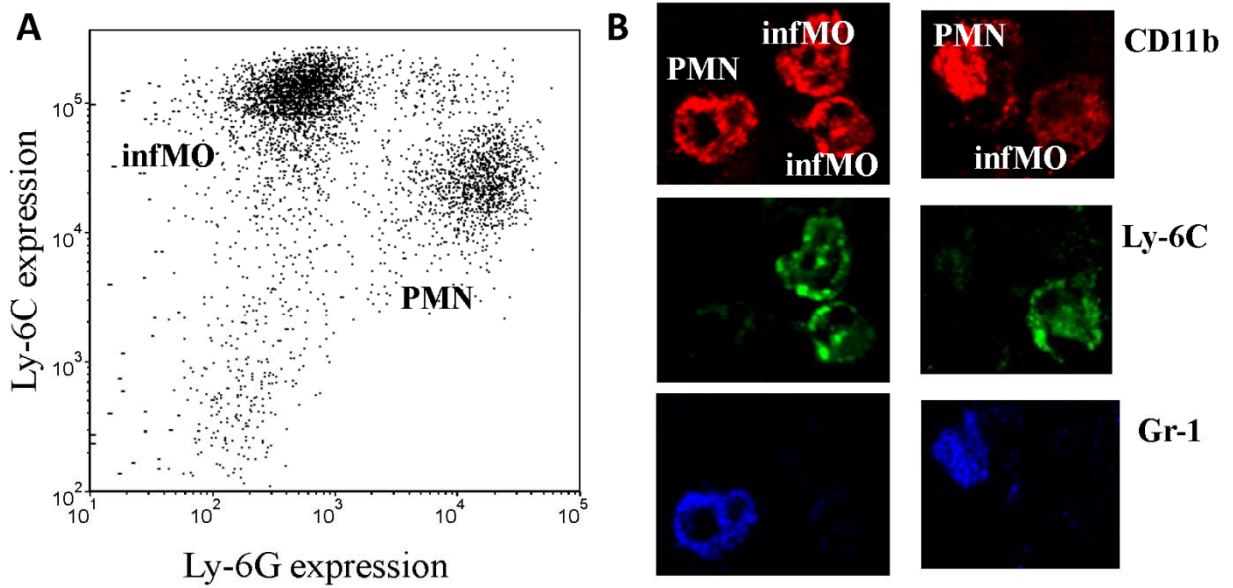 A
Ly-6C expression
10^5
10^4
10^3
10^2
infMO
PMN
10^1
10^2
10^3
10^4
10^5
Ly-6G expression
B
infMO
PMN
infMO
PMN
infMO
CD11b
Ly-6C
Gr-1